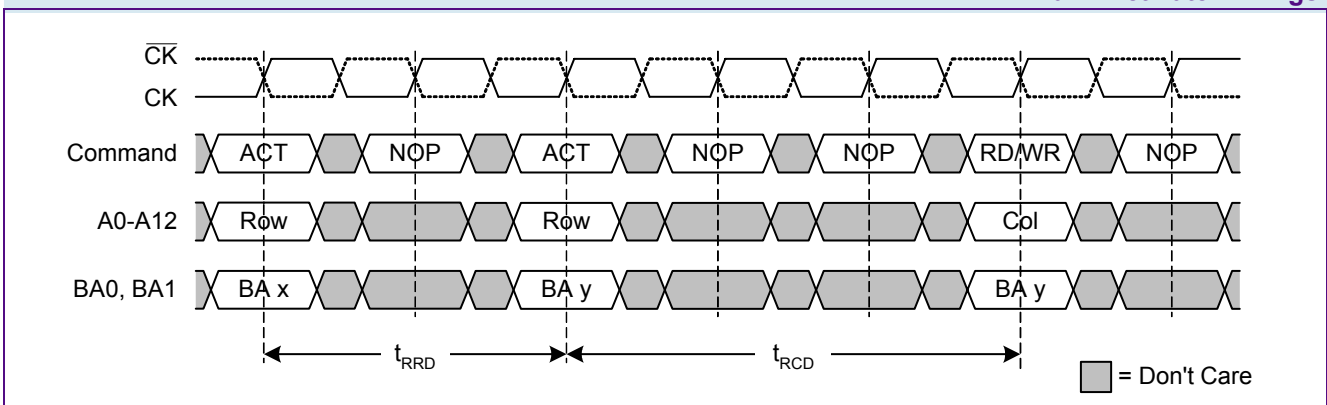 CK
CK
Command ACT NOP ACT NOP NOP RD/WR NOP
A0-A12 Row Row Col
BA0, BA1 BA x BA y BA y
tRRD tRCD
= Don't Care